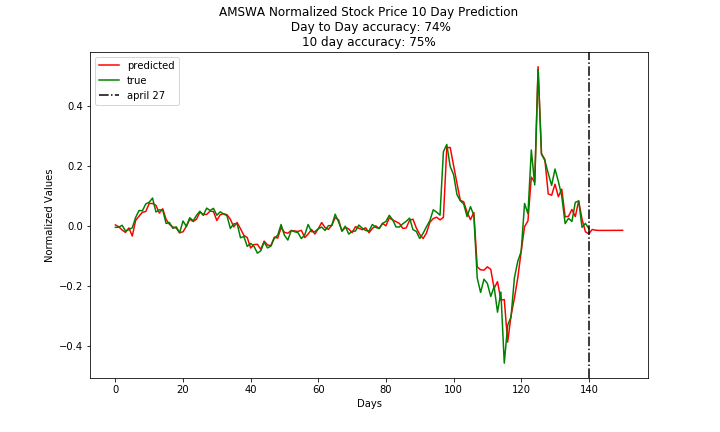 AMSWA Normalized Stock Price 10 Day Prediction
Day to Day accuracy: 74%
10 day accuracy: 75%
predicted
true
april 27
Normalized Values
0.4
0.2
0.0
−0.2
−0.4
0 20 40 60 80 100 120 140
Days